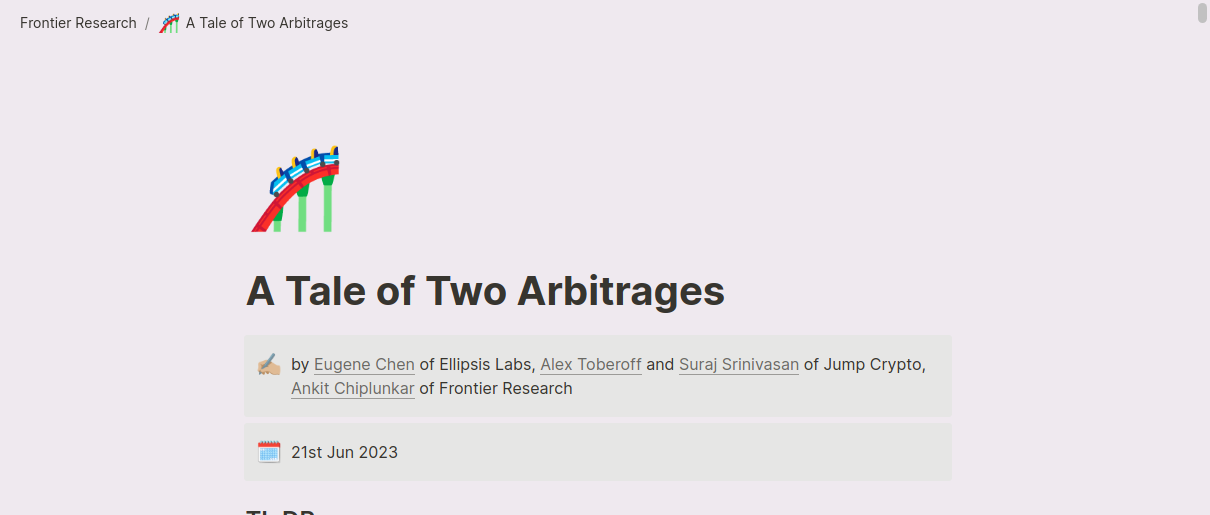 Frontier Research / A Tale of Two Arbitrages
A Tale of Two Arbitrages
by Eugene Chen of Ellipsis Labs, Alex Toberoff and Suraj Srinivasan of Jump Crypto,
Ankit Chiplunkar of Frontier Research
21st Jun 2023